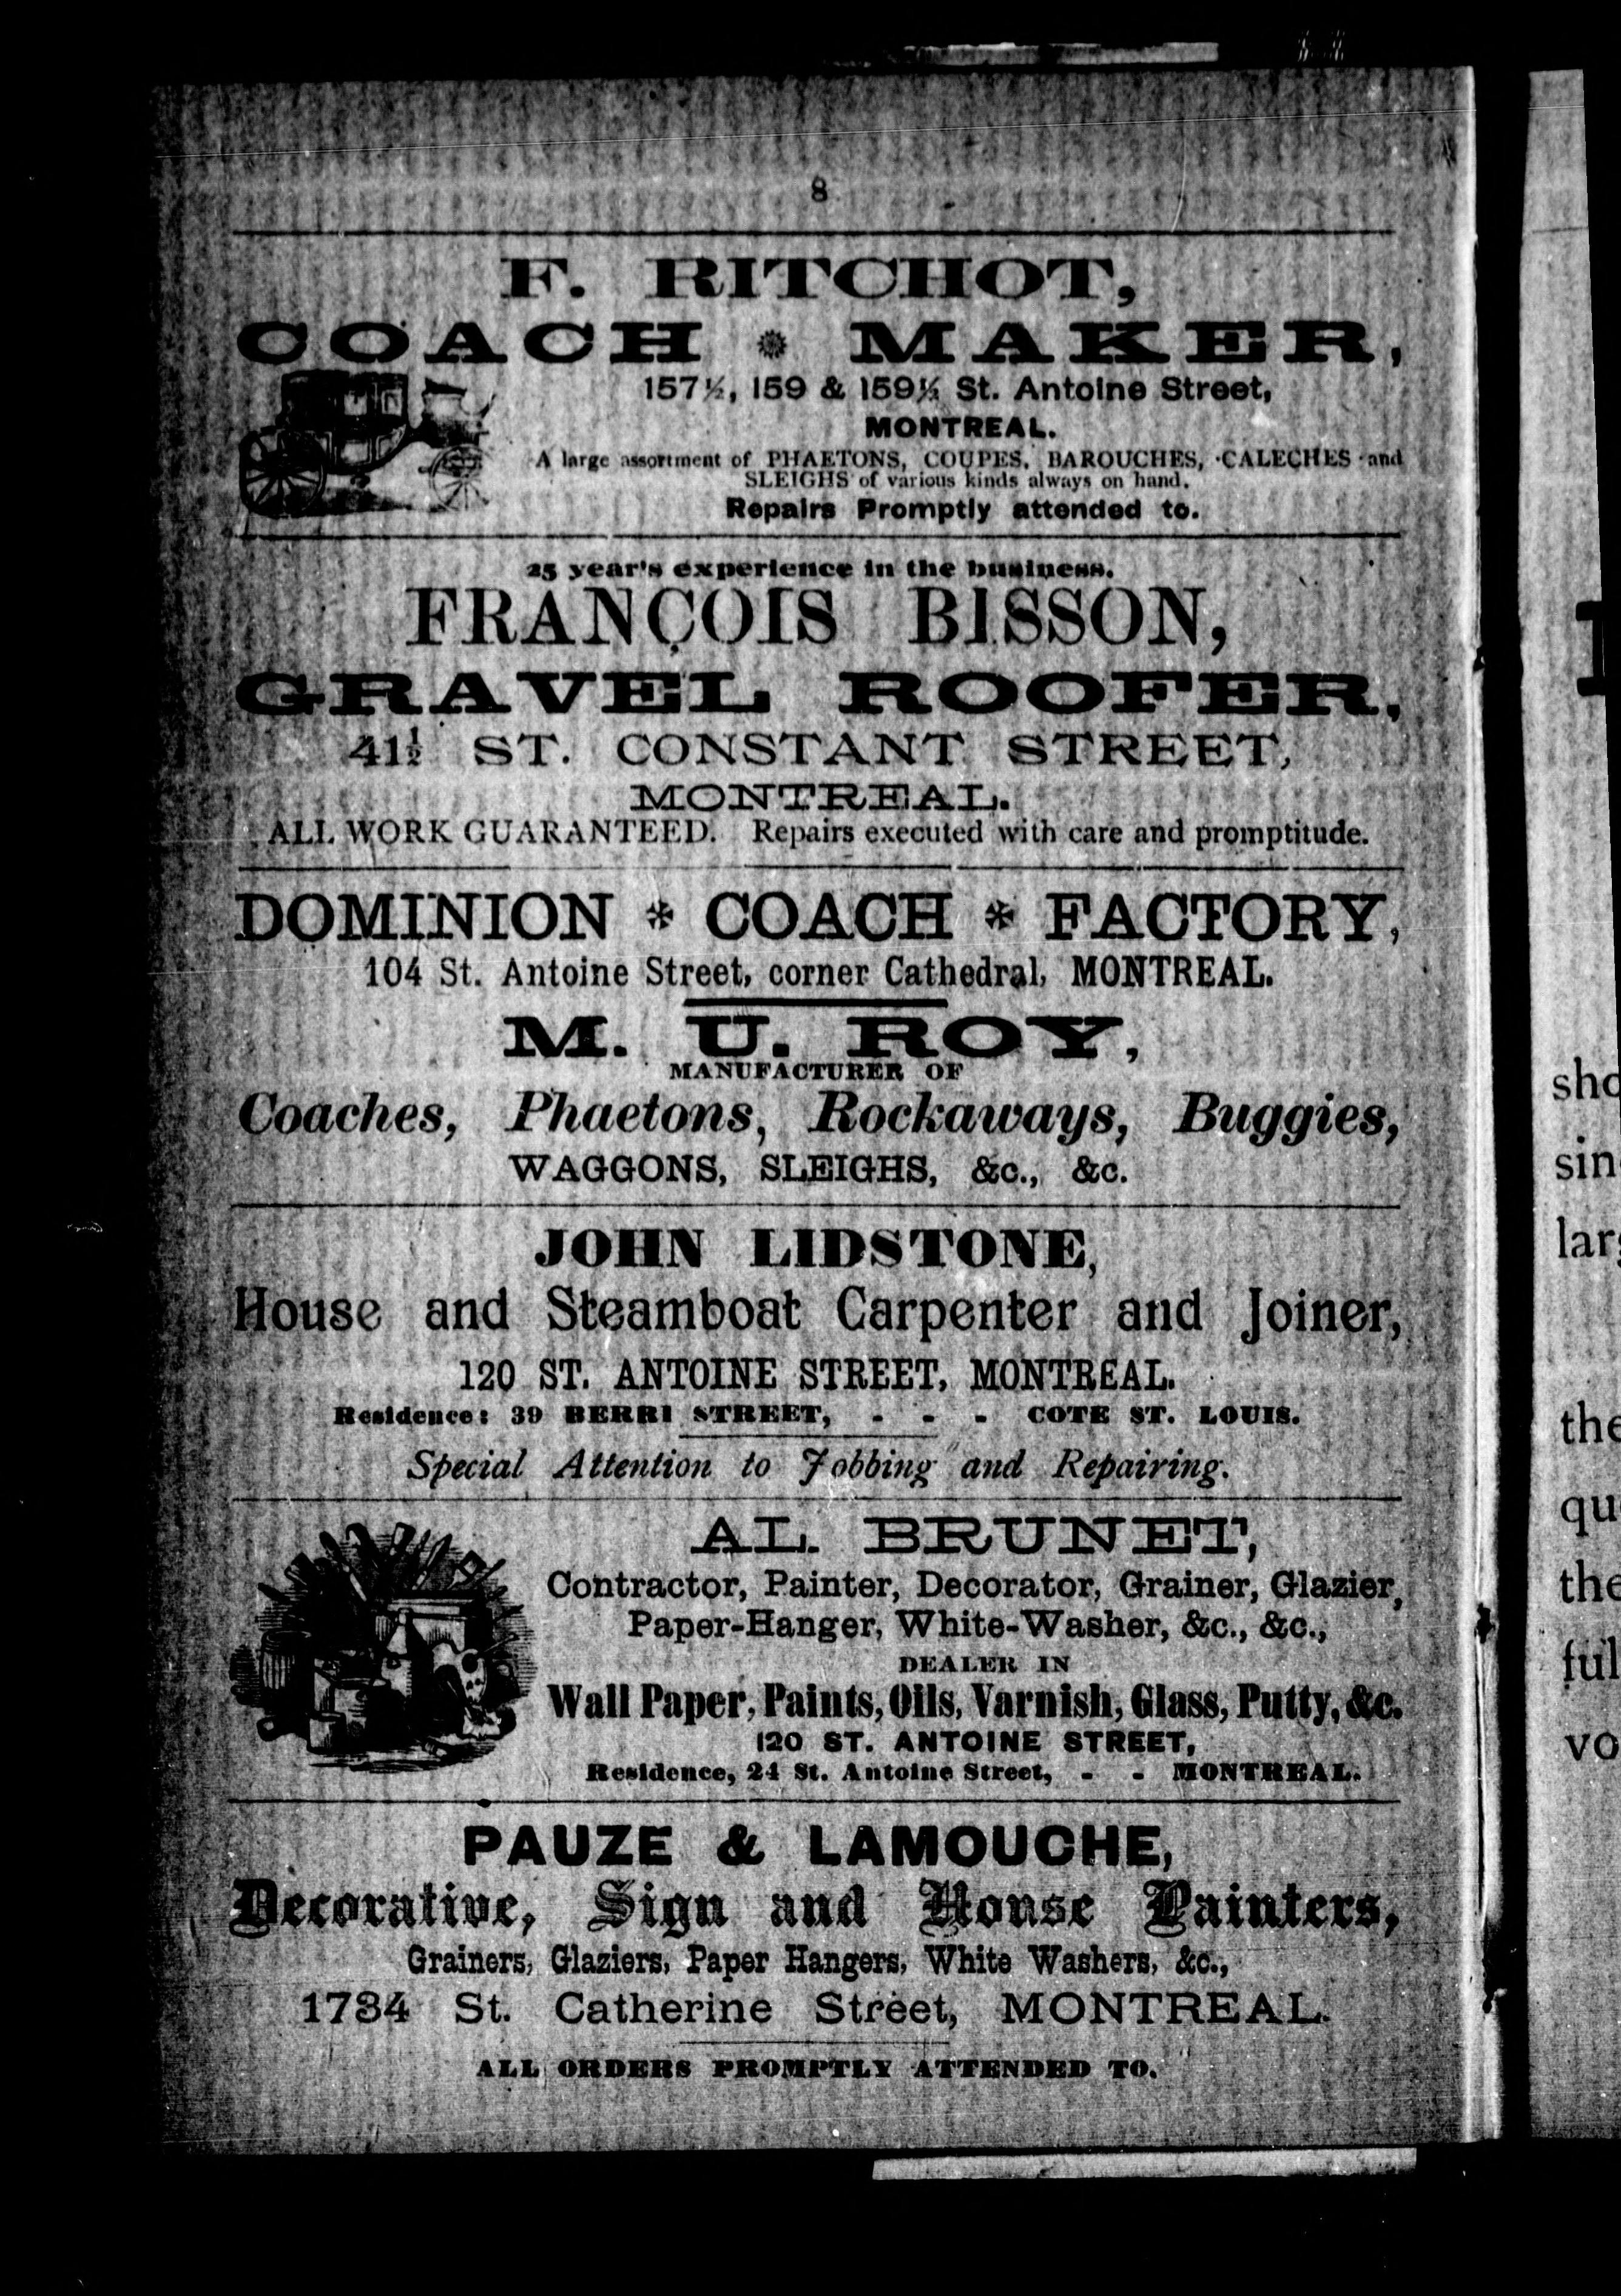 8
F. RITCHOT,
COACH * MAKER,
157½, 159 & 159½ St. Antoine Street,
MONTREAL.
A large assortment of PHAETONS, COUPES, BAROUCHES, CALECHES and
SLEIGHS of various kinds always on hand.
Repairs Promptly attended to.
25 year's experience in the business.
FRANÇOIS BISSON,
GRAVEL ROOFER,
41½ ST. CONSTANT STREET,
MONTREAL.
ALL WORK GUARANTEED. Repairs executed with care and promptitude.
DOMINION * COACH * FACTORY,
104 St. Antoine Street, corner Cathedral, MONTREAL.
M. U. ROY,
MANUFACTURER OF
Coaches, Phaetons, Rockaways, Buggies,
WAGGONS, SLEIGHS, &c., &c.
JOHN LIDSTONE,
House and Steamboat Carpenter and Joiner,
120 ST. ANTOINE STREET, MONTREAL.
Residence: 39 BERRI STREET, - - - COTE ST. LOUIS.
Special Attention to Jobbing and Repairing.
AL. BRUNET,
Contractor, Painter, Decorator, Grainer, Glazier,
Paper-Hanger, White-Washer, &c., &c.,
DEALER IN
Wall Paper, Paints, Oils, Varnish, Glass, Putty, &c.
120 ST. ANTOINE STREET,
Residence, 24 St. Antoine Street, - - MONTREAL.
PAUZE & LAMOUCHE,
Decorative, Sign and House Painters,
Grainers, Glaziers, Paper Hangers, White Washers, &c.,
1734 St. Catherine Street, MONTREAL.
ALL ORDERS PROMPTLY ATTENDED TO.